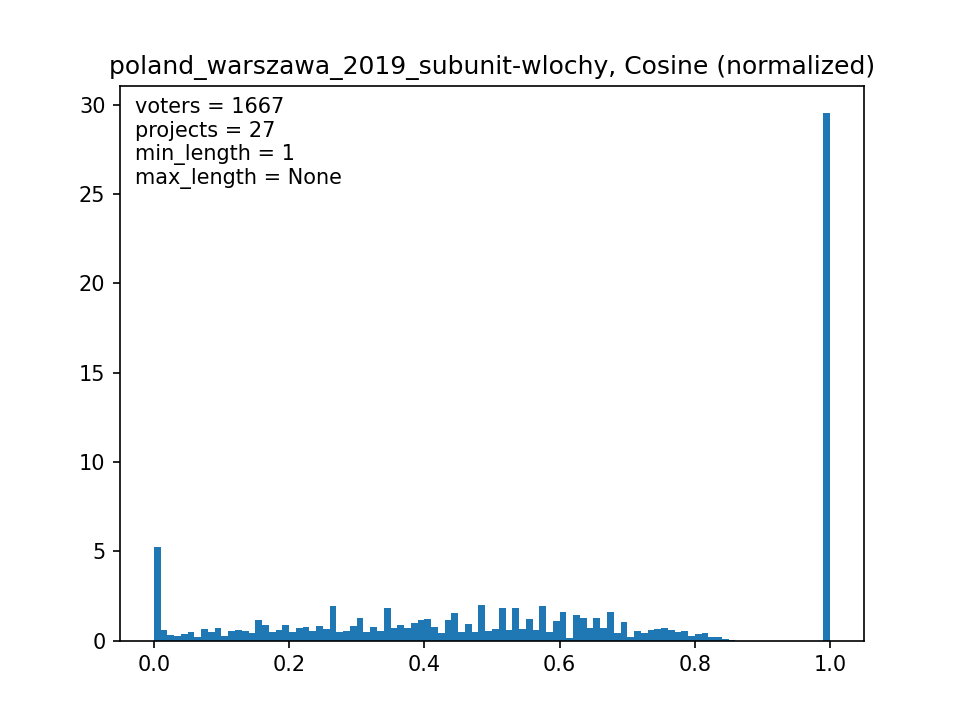 poland_warszawa_2019_subunit-wlochy, Cosine (normalized)
voters = 1667
projects = 27
min_length = 1
max_length = None
30
25
20
15
10
5
0
0.0 0.2 0.4 0.6 0.8 1.0